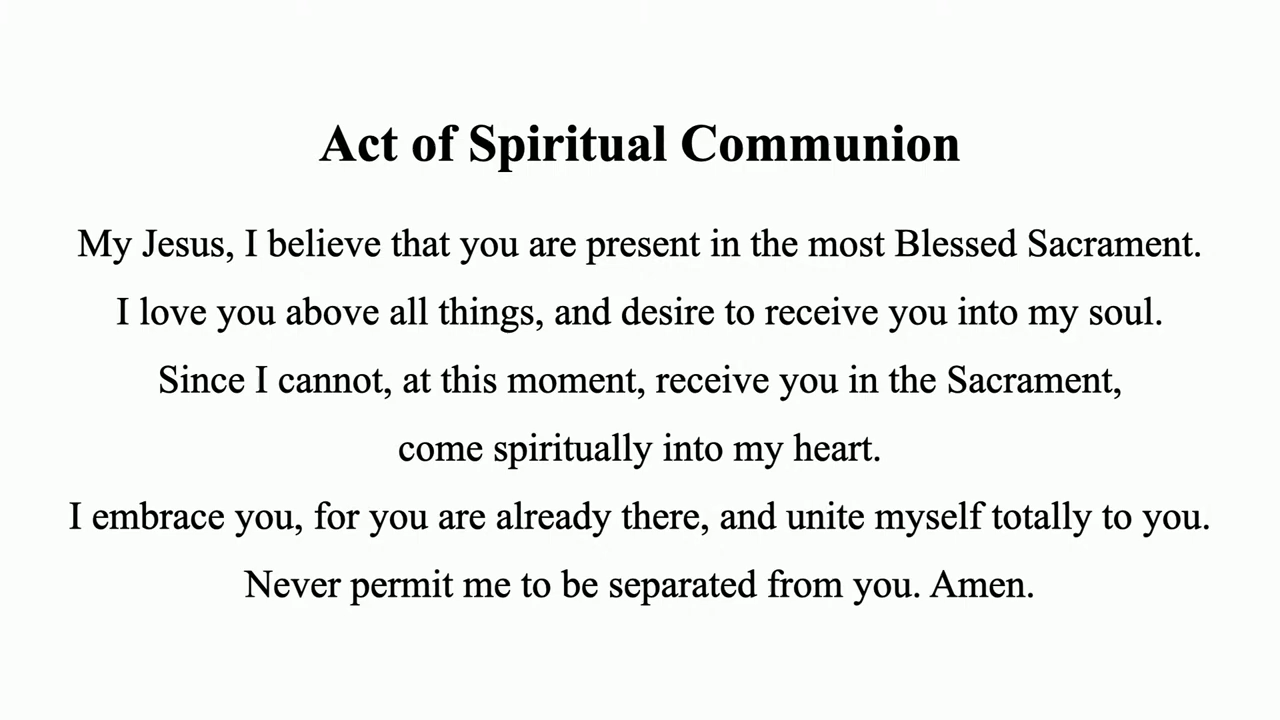 Act of Spiritual Communion
My Jesus, I believe that you are present in the most Blessed Sacrament.
I love you above all things, and desire to receive you into my soul.
Since I cannot, at this moment, receive you in the Sacrament,
come spiritually into my heart.
I embrace you, for you are already there, and unite myself totally to you.
Never permit me to be separated from you. Amen.